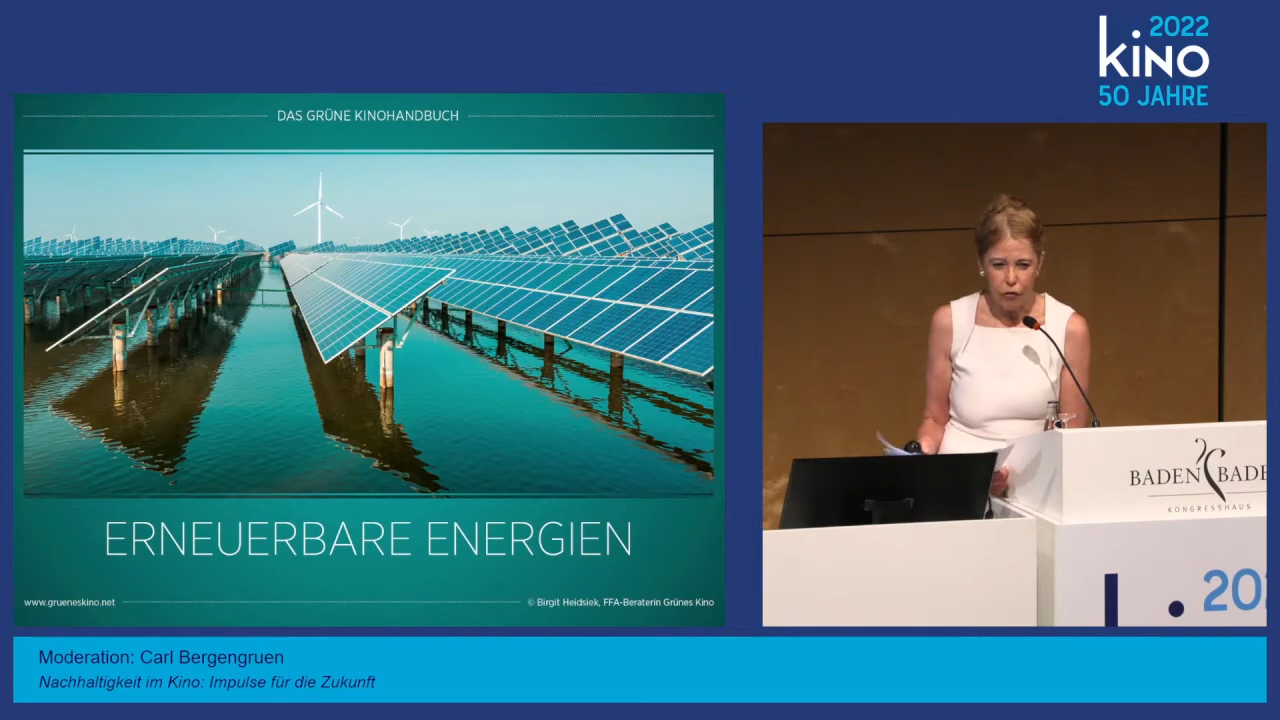 2022
kino
50 JAHRE
DAS GRÜNE KINOHANDBUCH
ERNEUERBARE ENERGIEN
www.grueneskino.net
© Birgit Heidsiek, FFA-Beraterin Grünes Kino
BADEN BADE
KONGRESSHAUS
20
Moderation: Carl Bergengruen
Nachhaltigkeit im Kino: Impulse für die Zukunft